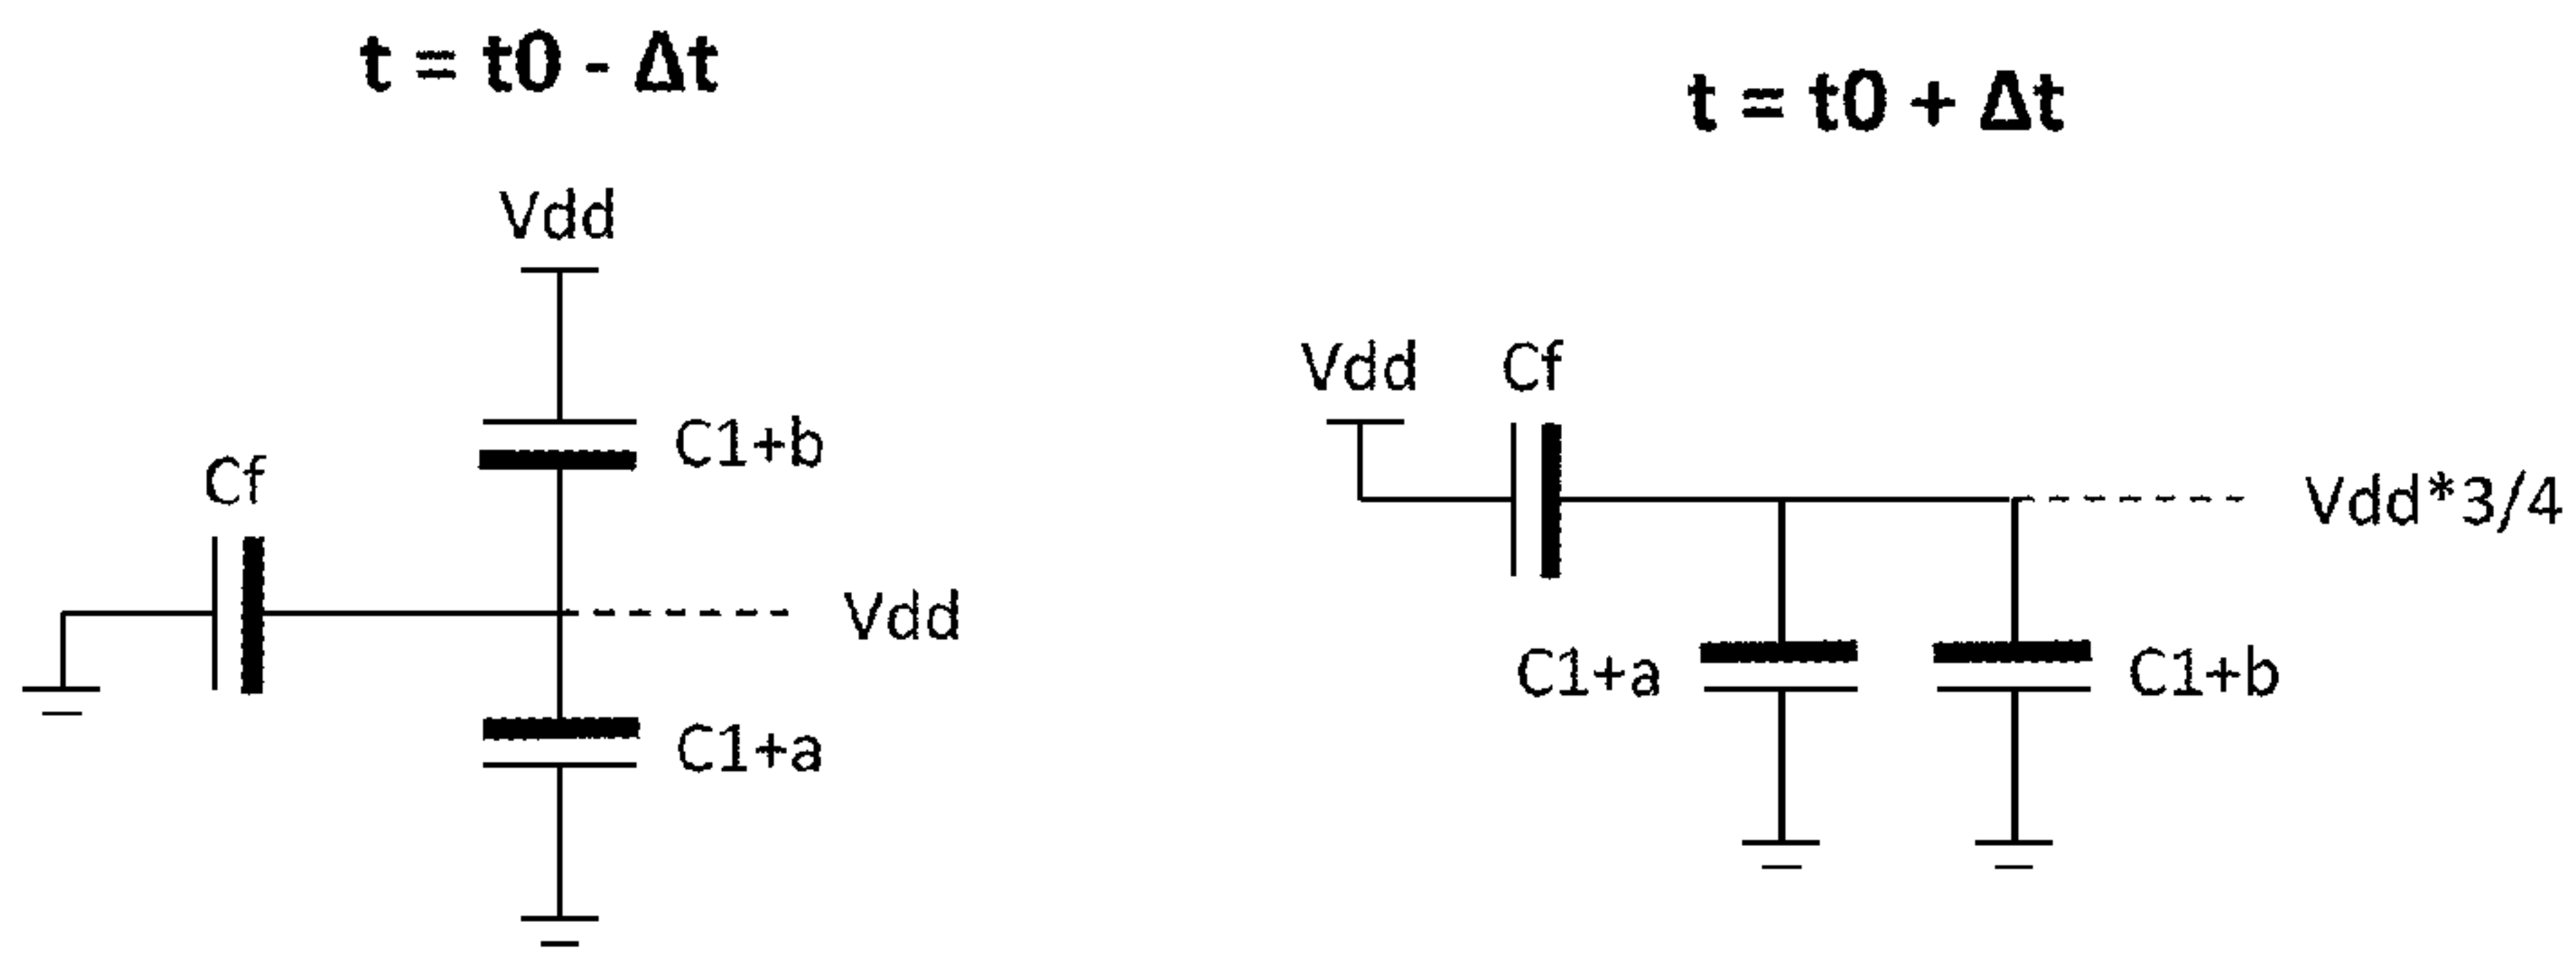 t = t0 - Δt
Vdd
C1+b
Cf
Vdd
C1+a
t = t0 + Δt
Vdd
Cf
Vdd*3/4
C1+a
C1+b